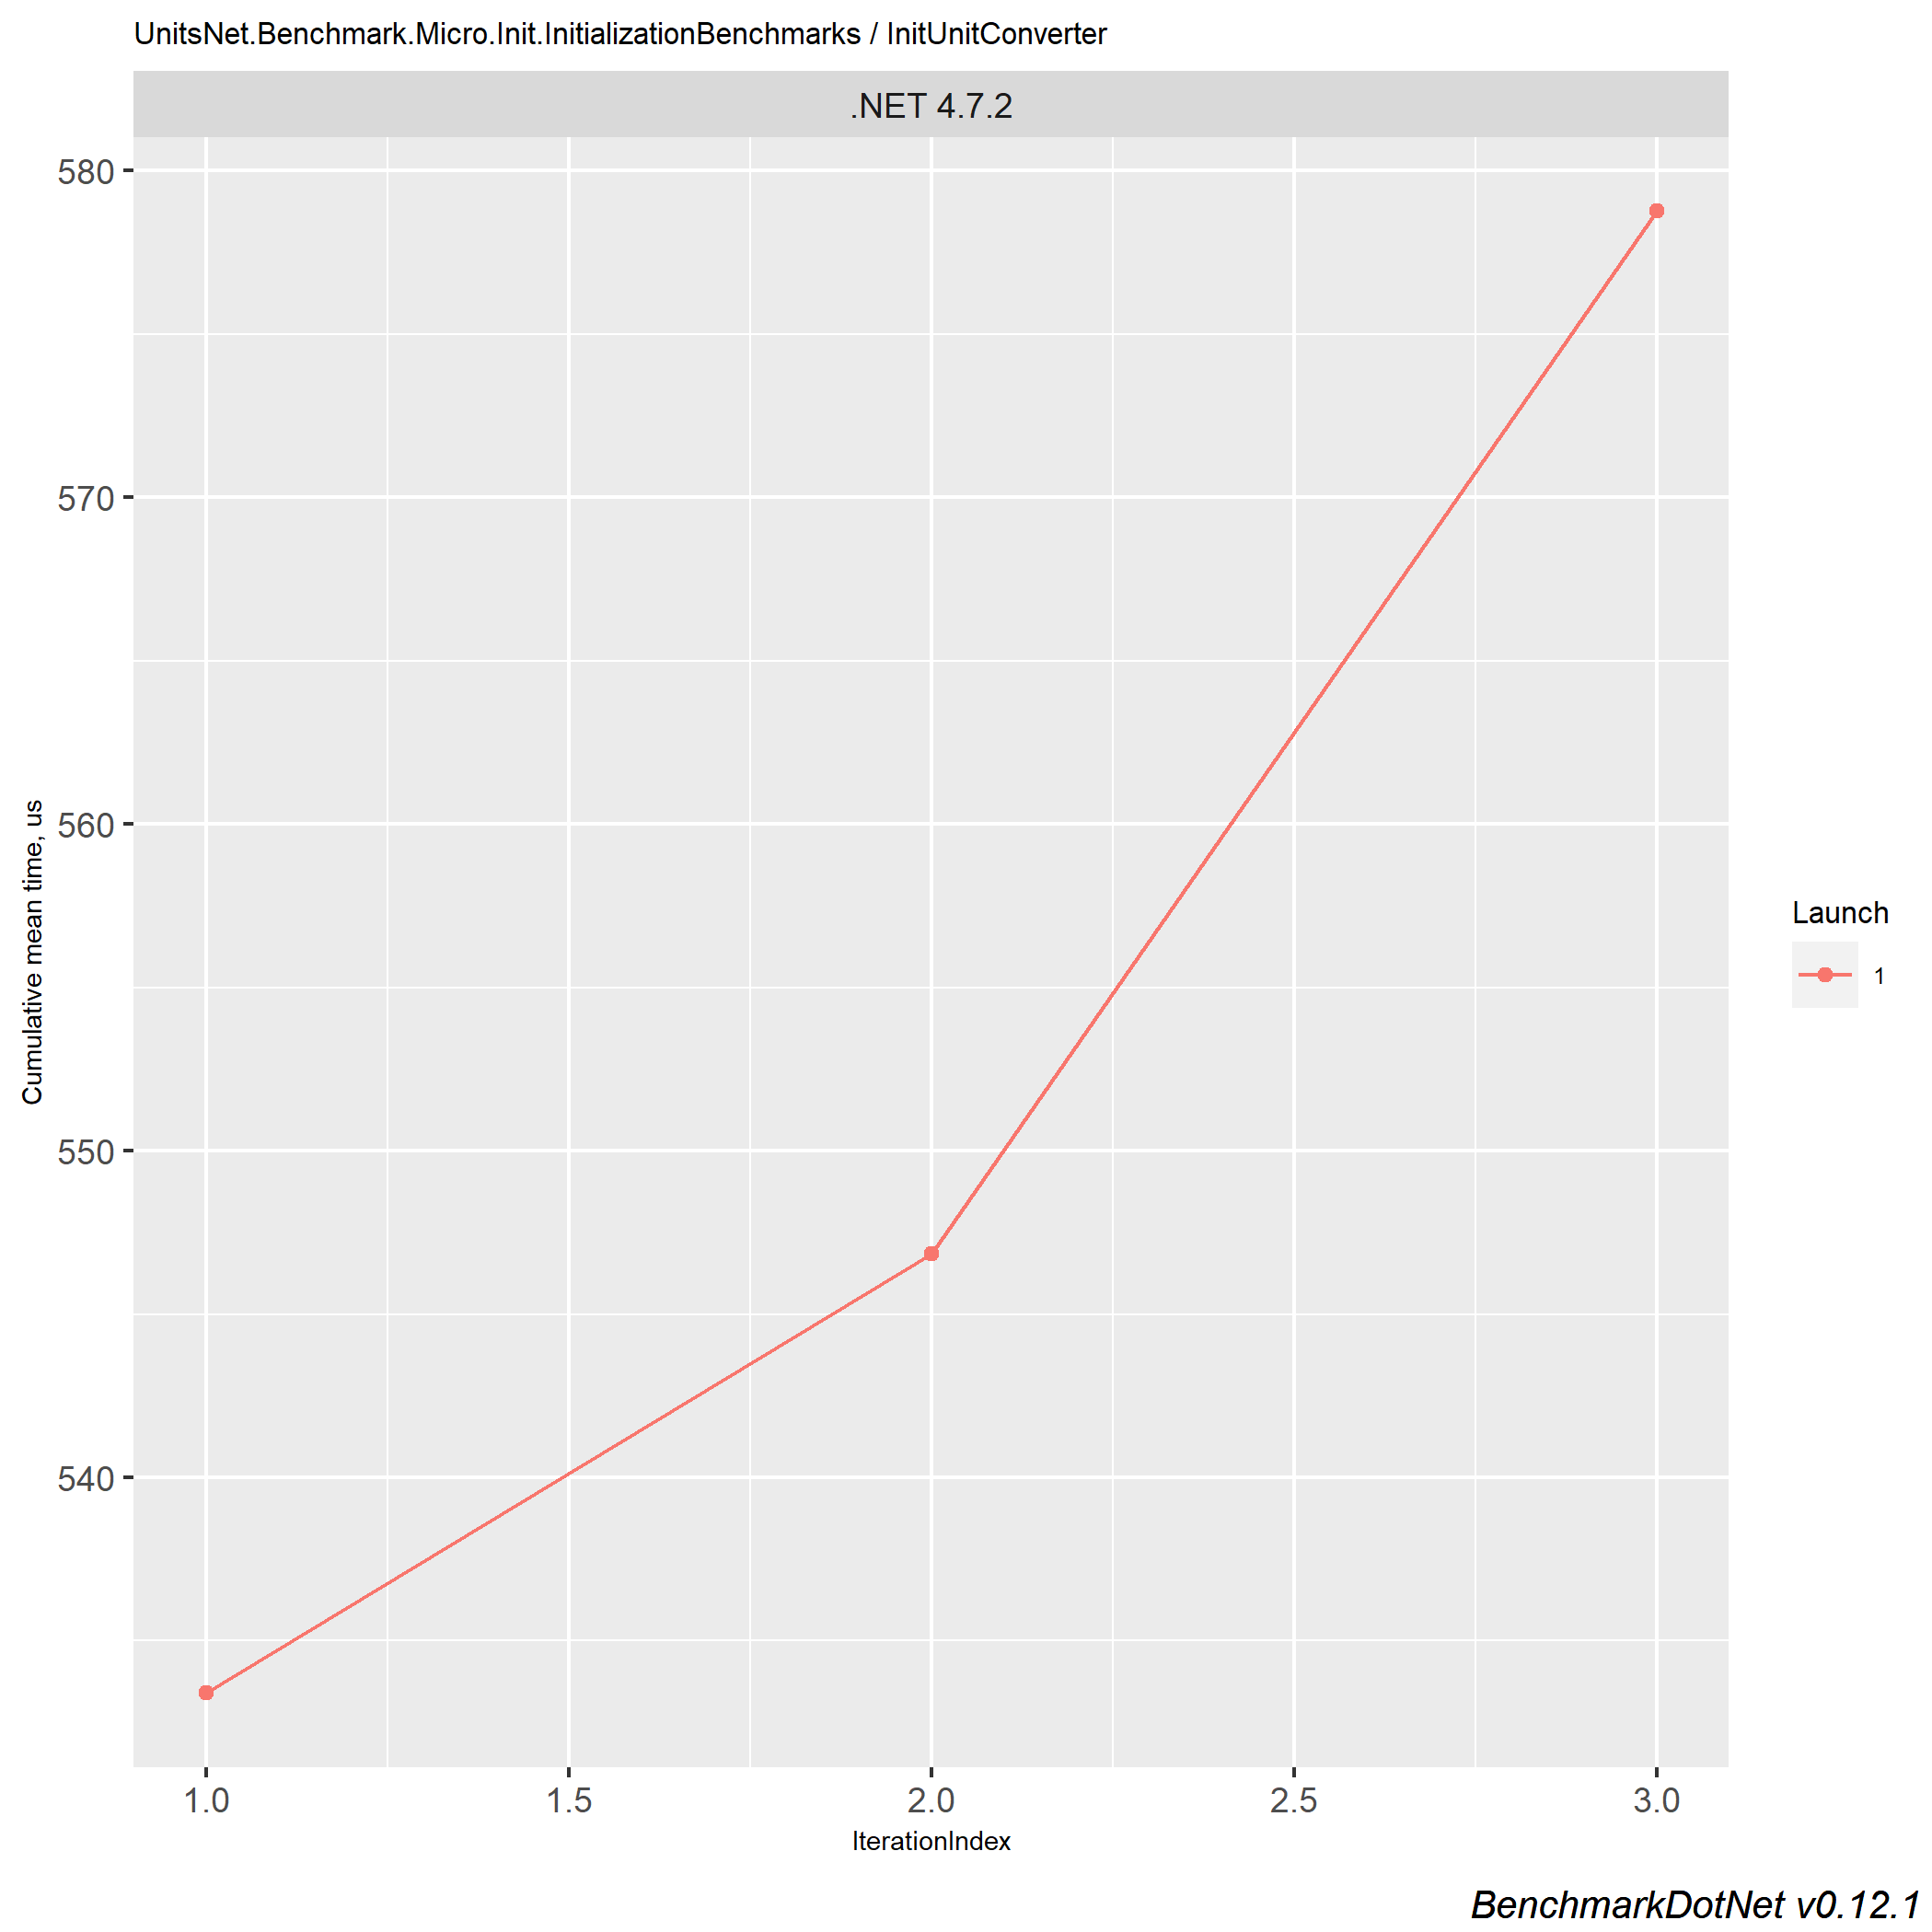 UnitsNet.Benchmark.Micro.Init.InitializationBenchmarks / InitUnitConverter
.NET 4.7.2
580
570
560
550
540
Cumulative mean time, us
1.0 1.5 2.0 2.5 3.0
IterationIndex
Launch
1
BenchmarkDotNet v0.12.1